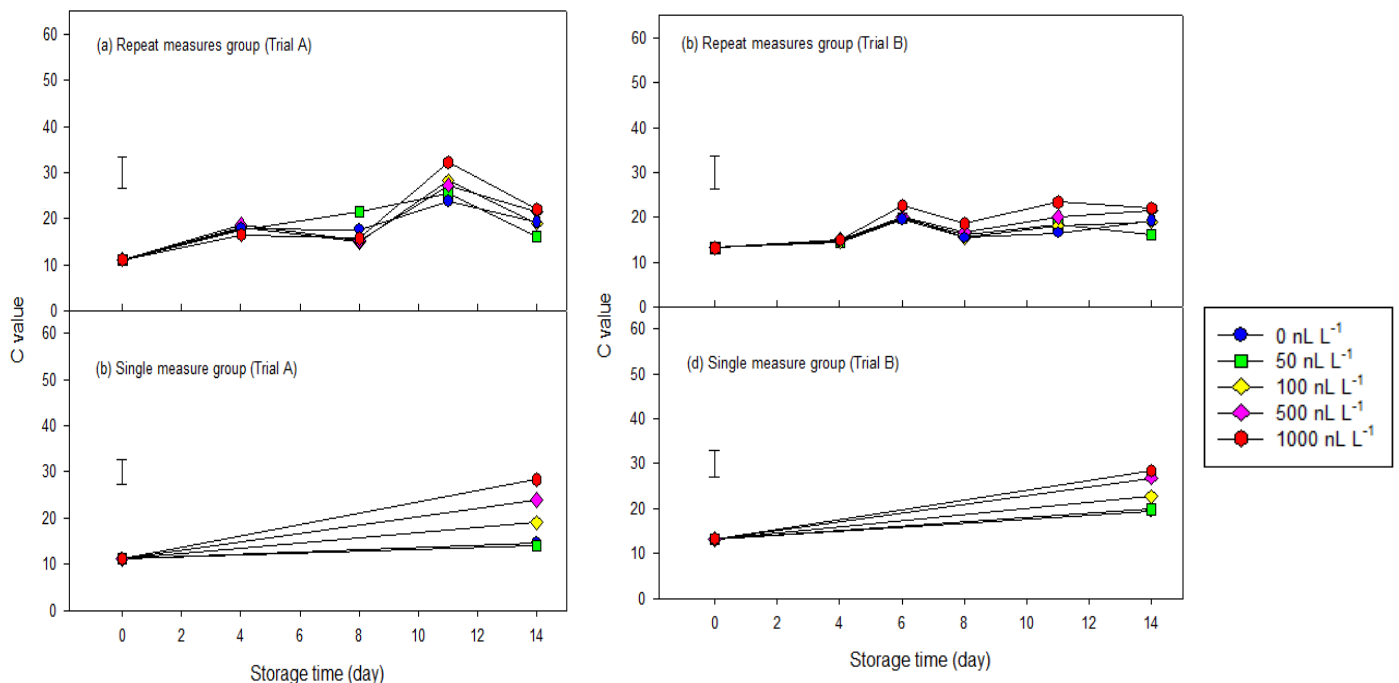 (a) Repeat measures group (Trial A)
60
50
40
30
20
10
0
(b) Repeat measures group (Trial B)
60
50
40
30
20
10
0
C value
(b) Single measure group (Trial A)
60
50
40
30
20
10
0
0 2 4 6 8 10 12 14
Storage time (day)
C value
(d) Single measure group (Trial B)
60
50
40
30
20
10
0
0 2 4 6 8 10 12 14
Storage time (day)
0 nL L⁻¹
50 nL L⁻¹
100 nL L⁻¹
500 nL L⁻¹
1000 nL L⁻¹